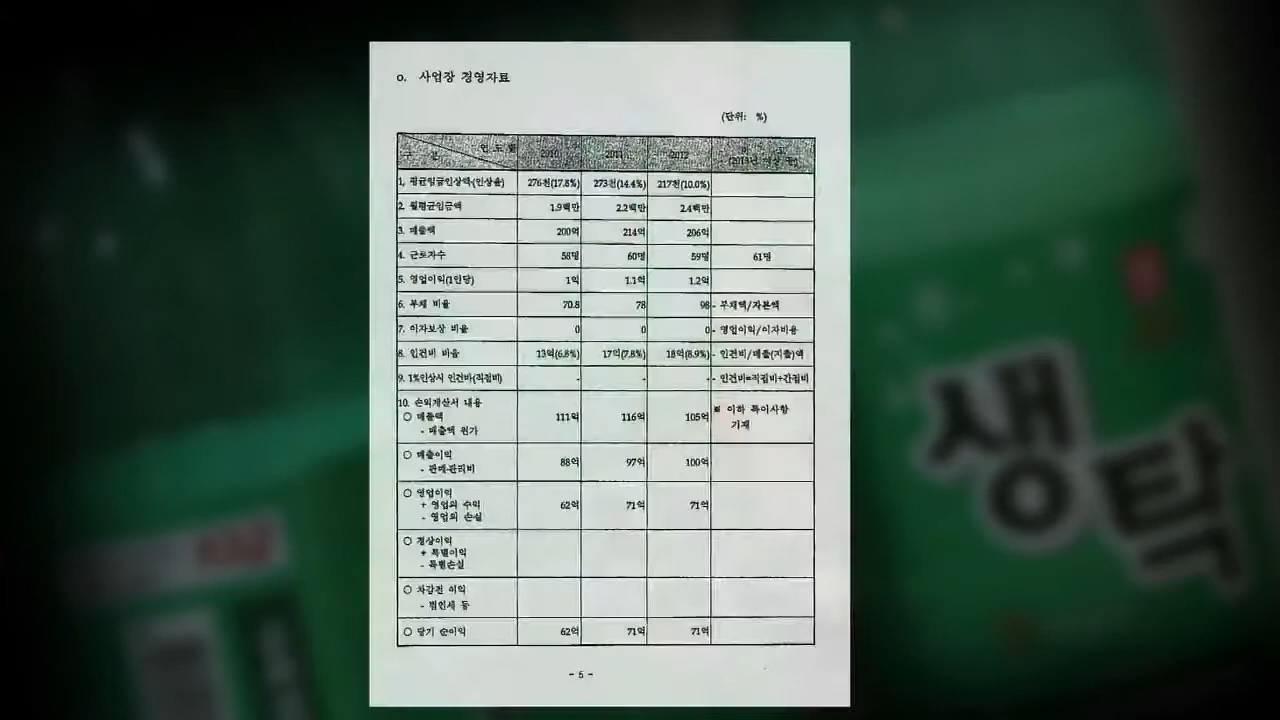 o. 사업장 경영자료
(단위: %)
구 분 연 도 별 2010 2011 2012
1. 평균임금인상액(인상율) 276천(17.8%) 273천(14.4%) 217천(10.0%)
2. 월평균임금액 1.9백만 2.2백만 2.4백만
3. 매출액 200억 214억 206억
4. 근로자수 58명 60명 59명 61명
5. 영업이익(1인당) 1억 1.1억 1.2억
6. 부채 비율 70.8 78 98 - 부채액/자본액
7. 이자보상 비율 0 0 0 - 영업이익/이자비용
8. 인건비 비율 13억(6.8%) 17억(7.8%) 18억(8.9%) - 인건비/매출(지출)액
9. 1%인상시 인건비(직접비) - - - - 인건비=직접비+간접비
10. 손익계산서 내용
○ 매출액 111억 116억 105억 ※ 이하 특이사항
- 매출액 원가 기재
○ 매출이익
- 판매관리비 88억 97억 100억
○ 영업이익
+ 영업외 수익 62억 71억 71억
- 영업외 손실
○ 경상이익
+ 특별이익
- 특별손실
○ 차감전 이익
- 법인세 등
○ 당기 순이익 62억 71억 71억
- 5 -
생탁